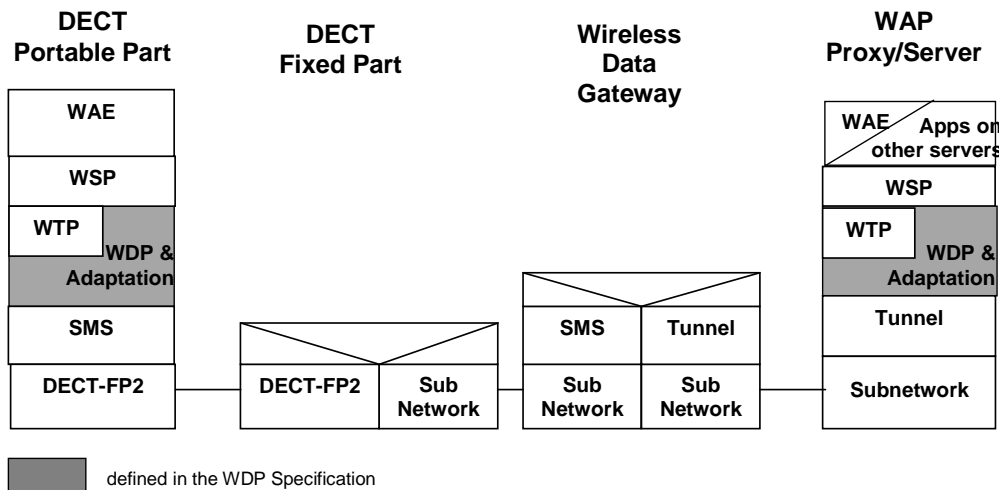 DECT
Portable Part
DECT
Fixed Part
Wireless
Data
Gateway
WAP
Proxy/Server
WAE
WSP
WTP
WDP &
Adaptation
SMS
DECT-FP2
DECT-FP2
Sub
Network
SMS
Tunnel
Sub
Network
Sub
Network
WAE
Apps on
other servers
WSP
WTP
WDP &
Adaptation
Tunnel
Subnetwork
defined in the WDP Specification